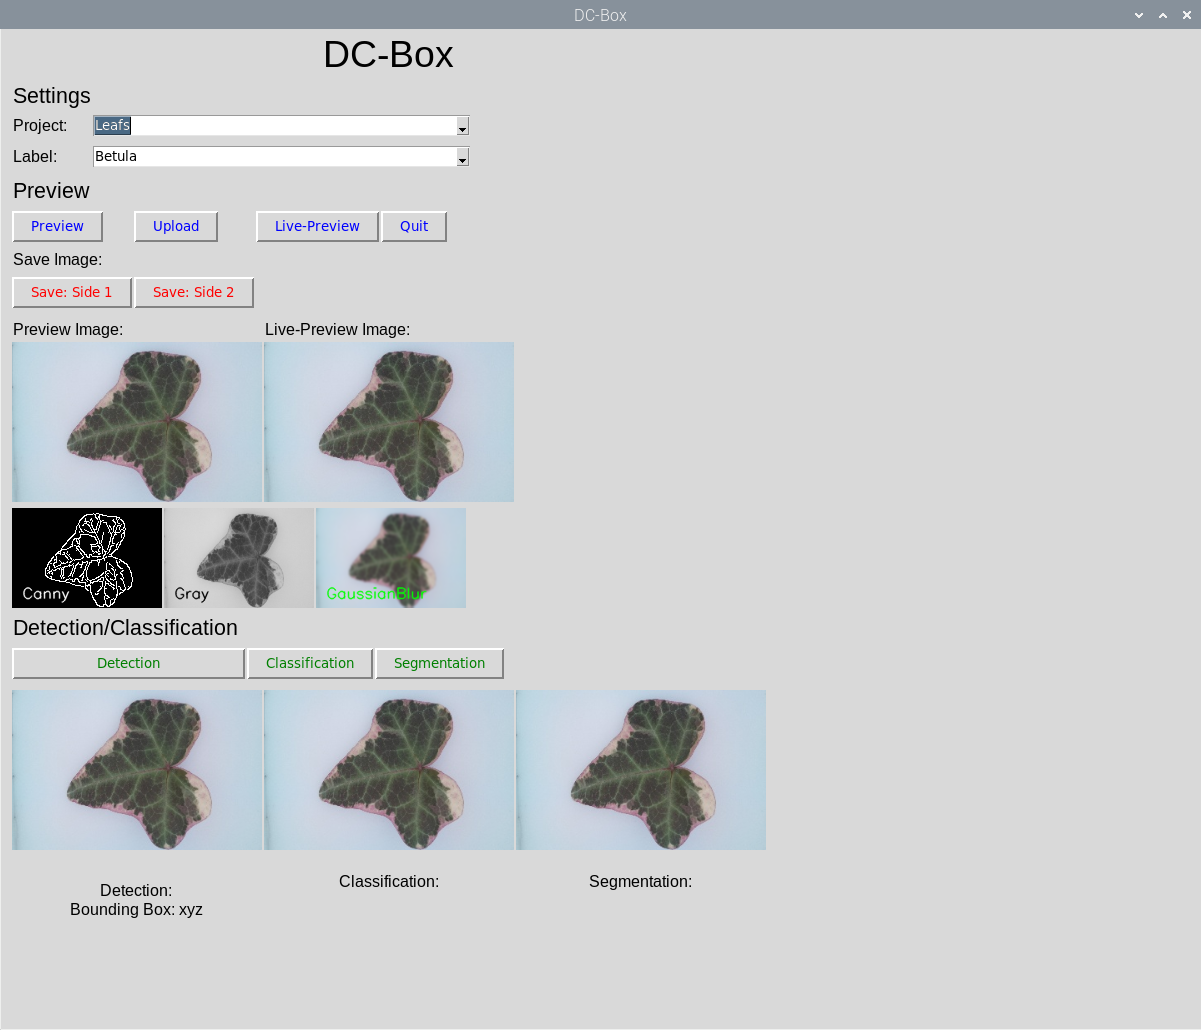 DC-Box
DC-Box
Settings
Project: Leafs
Label: Betula
Preview
Preview Upload Live-Preview Quit
Save Image:
Save: Side 1 Save: Side 2
Preview Image: Live-Preview Image:
Canny Gray GaussianBlur
Detection/Classification
Detection Classification Segmentation
Classification: Segmentation:
Detection:
Bounding Box: xyz